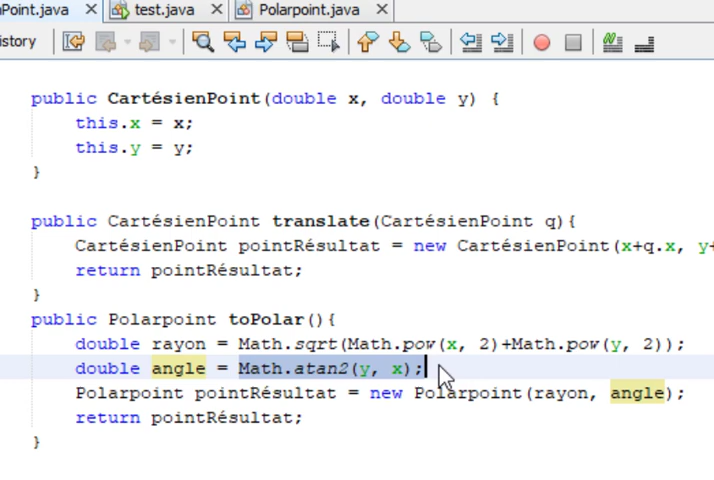 Point.java test.java Polarpoint.java
istory
public CartésienPoint(double x, double y) {
this.x = x;
this.y = y;
}
public CartésienPoint translate(CartésienPoint q){
CartésienPoint pointRésultat = new CartésienPoint(x+q.x, y+
return pointRésultat;
}
public Polarpoint toPolar(){
double rayon = Math.sqrt(Math.pow(x, 2)+Math.pow(y, 2));
double angle = Math.atan2(y, x);
Polarpoint pointRésultat = new Polarpoint(rayon, angle);
return pointRésultat;
}